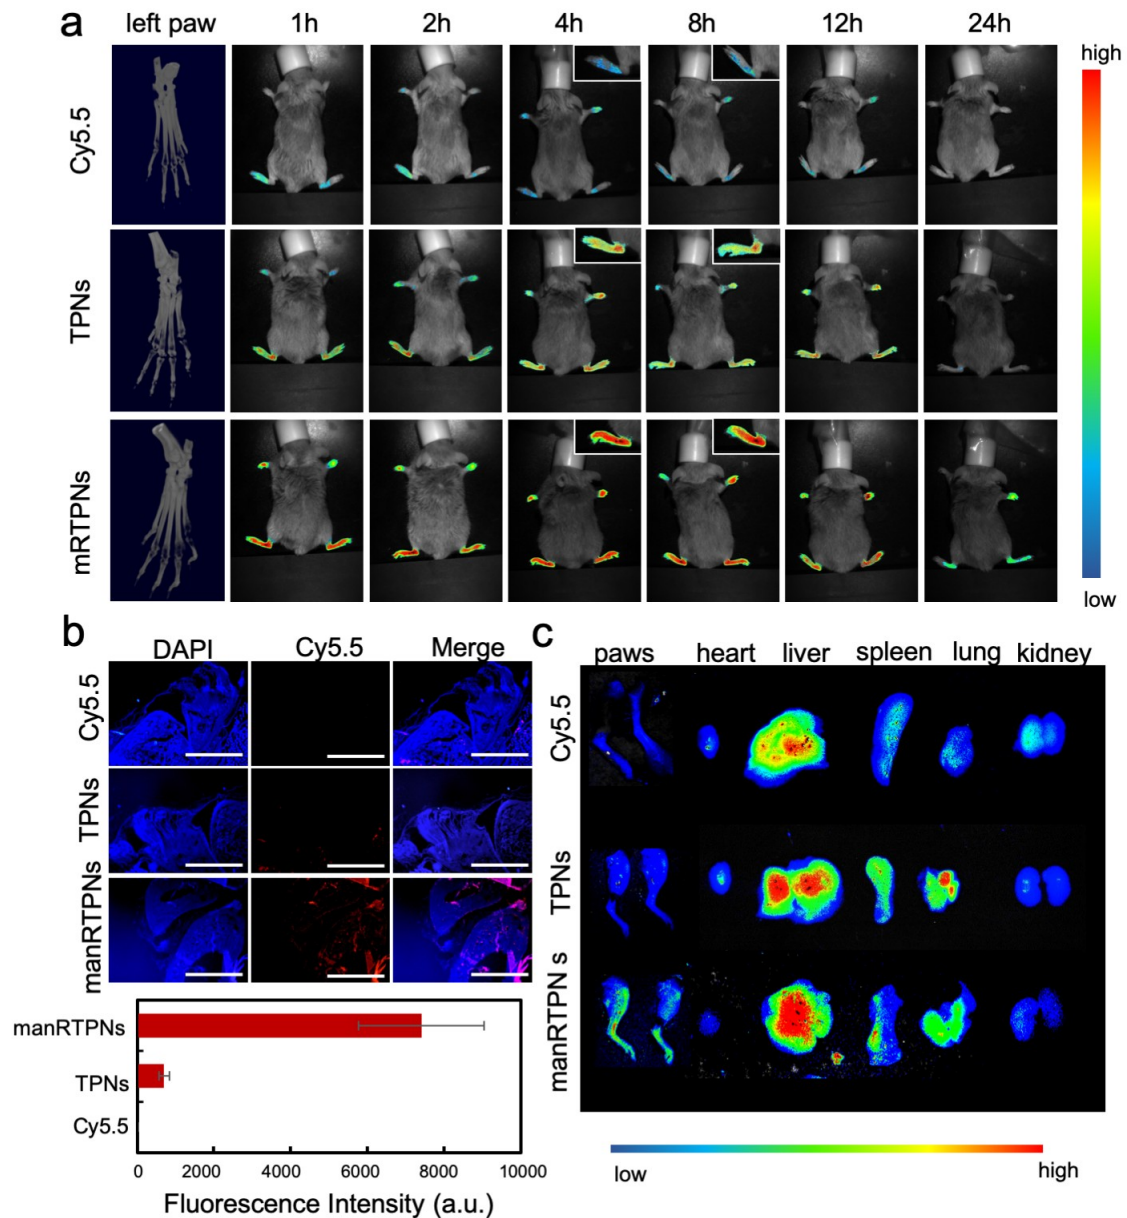 a
left paw 1h 2h 4h 8h 12h 24h
high
Cy5.5
TPNs
mRTPNs
low
b
DAPI Cy5.5 Merge
Cy5.5
TPNs
manRTPNs
manRTPNs
TPNs
Cy5.5
0 2000 4000 6000 8000 10000
Fluorescence Intensity (a.u.)
c
paws heart liver spleen lung kidney
Cy5.5
TPNs
manRTPN s
low high